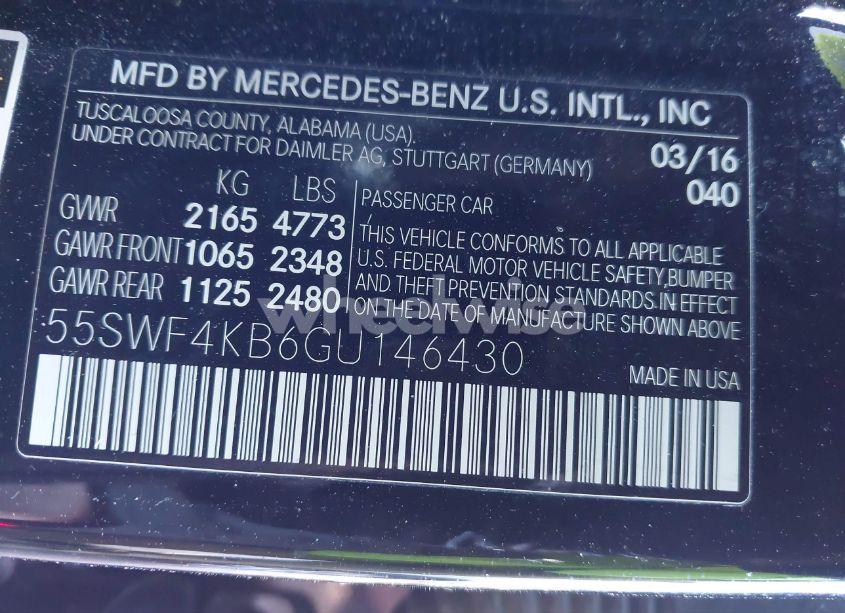 MFD BY MERCEDES-BENZ U.S. INTL., INC
TUSCALOOSA COUNTY, ALABAMA (USA).
UNDER CONTRACT FOR DAIMLER AG, STUTTGART (GERMANY)
03/16
040
KG LBS
GVWR 2165 4773
GAWR FRONT 1065 2348
GAWR REAR 1125 2480
PASSENGER CAR
THIS VEHICLE CONFORMS TO ALL APPLICABLE
U.S. FEDERAL MOTOR VEHICLE SAFETY, BUMPER
AND THEFT PREVENTION STANDARDS IN EFFECT
ON THE DATE OF MANUFACTURE SHOWN ABOVE
55SWF4KB6GU146430
MADE IN USA
wheelwise